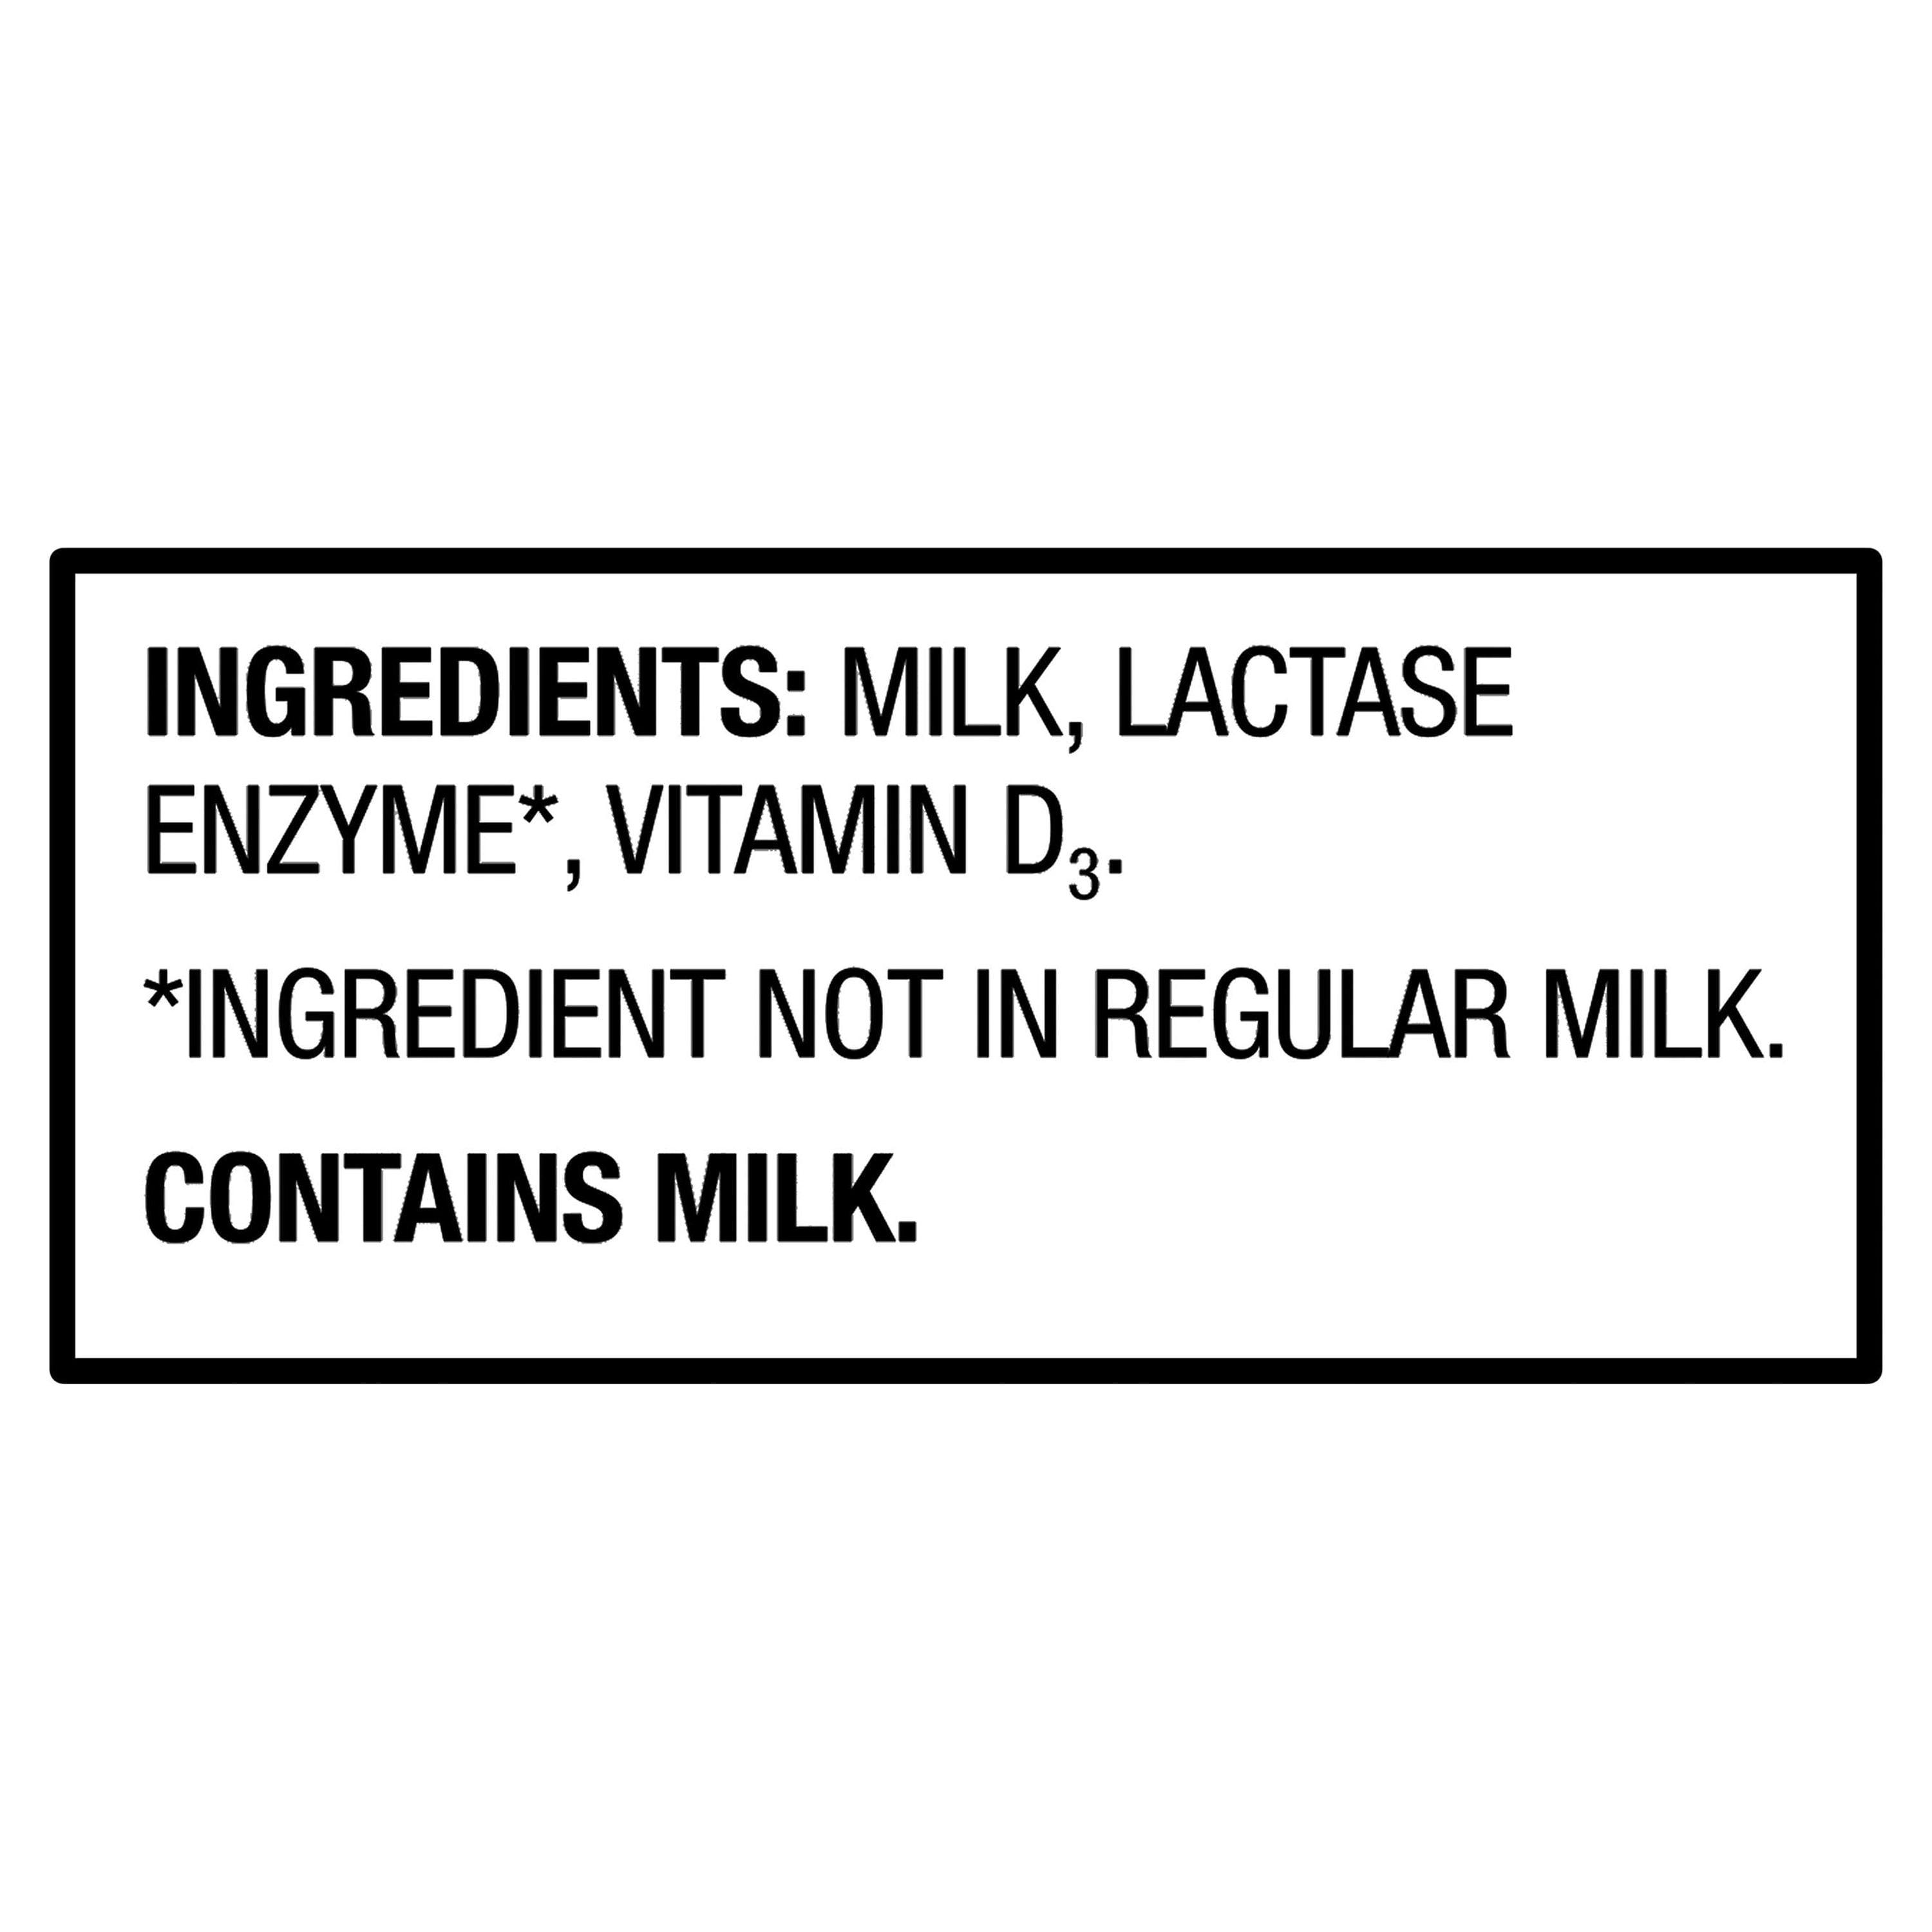 INGREDIENTS: MILK, LACTASE
ENZYME*, VITAMIN D₃.
*INGREDIENT NOT IN REGULAR MILK.
CONTAINS MILK.